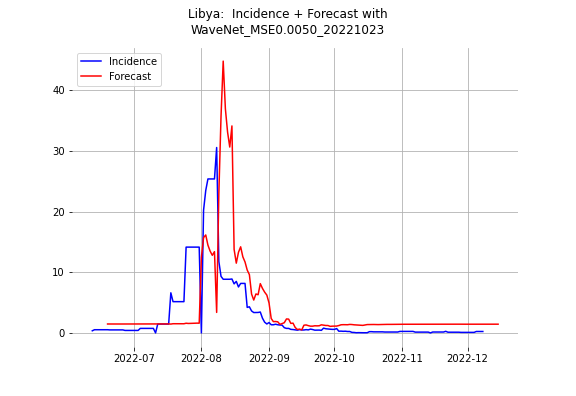 Libya:  Incidence + Forecast with
WaveNet_MSE0.0050_20221023
Incidence
Forecast
40
30
20
10
0
2022-07
2022-08
2022-09
2022-10
2022-11
2022-12